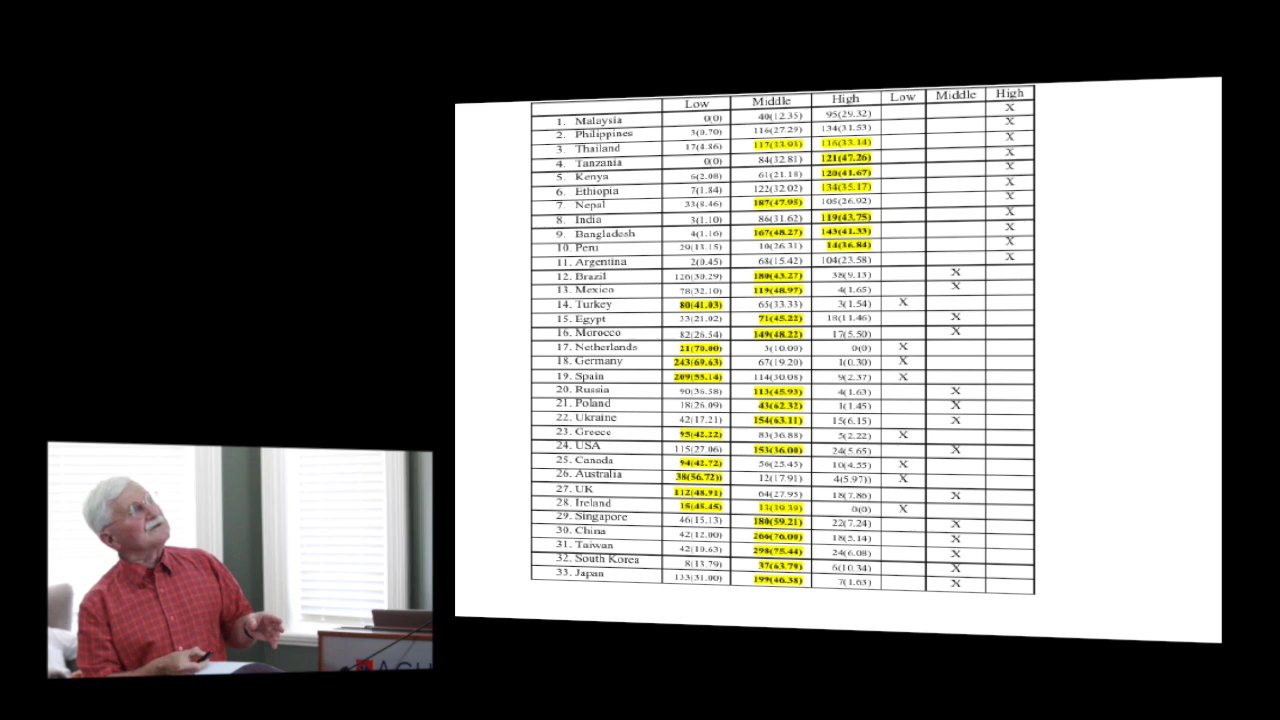 Low Middle High Low Middle High
1. Malaysia 0(0) 40(12.35) 95(29.32) X
2. Philippines 3(0.70) 116(27.29) 134(31.53) X
3. Thailand 17(4.86) 117(33.93) 116(33.14) X
4. Tanzania 0(0) 84(32.81) 121(47.26) X
5. Kenya 6(2.08) 61(21.18) 120(41.67) X
6. Ethiopia 7(1.84) 122(32.02) 134(35.17) X
7. Nepal 33(8.46) 187(47.95) 105(26.92) X
8. India 3(1.10) 86(31.62) 119(43.75) X
9. Bangladesh 4(1.16) 167(48.27) 143(41.33) X
10. Peru 29(13.15) 10(26.31) 14(36.84) X
11. Argentina 2(0.45) 68(15.42) 104(23.58) X
12. Brazil 126(30.29) 180(43.27) 38(9.13) X
13. Mexico 78(32.10) 119(48.97) 4(1.65) X
14. Turkey 80(41.03) 65(33.33) 3(1.54) X
15. Egypt 33(21.02) 71(45.22) 18(11.46) X
16. Morocco 82(26.54) 149(48.22) 17(5.50) X
17. Netherlands 21(70.00) 3(10.00) 0(0) X
18. Germany 243(69.63) 67(19.20) 1(0.30) X
19. Spain 209(55.14) 114(30.08) 9(2.37) X
20. Russia 90(36.58) 113(45.93) 4(1.63) X
21. Poland 18(26.09) 43(62.32) 1(1.45) X
22. Ukraine 42(17.21) 154(63.11) 15(6.15) X
23. Greece 95(42.22) 83(36.88) 5(2.22) X
24. USA 115(27.06) 153(36.00) 24(5.65) X
25. Canada 94(42.72) 56(25.45) 10(4.55) X
26. Australia 38(56.72)) 12(17.91) 4(5.97)) X
27. UK 112(48.91) 64(27.95) 18(7.86) X
28. Ireland 15(45.45) 13(39.39) 0(0) X
29. Singapore 46(15.13) 180(59.21) 22(7.24) X
30. China 42(12.00) 266(76.00) 18(5.14) X
31. Taiwan 42(10.63) 298(75.44) 24(6.08) X
32. South Korea 8(13.79) 37(63.79) 6(10.34) X
33. Japan 133(31.00) 199(46.38) 7(1.63) X